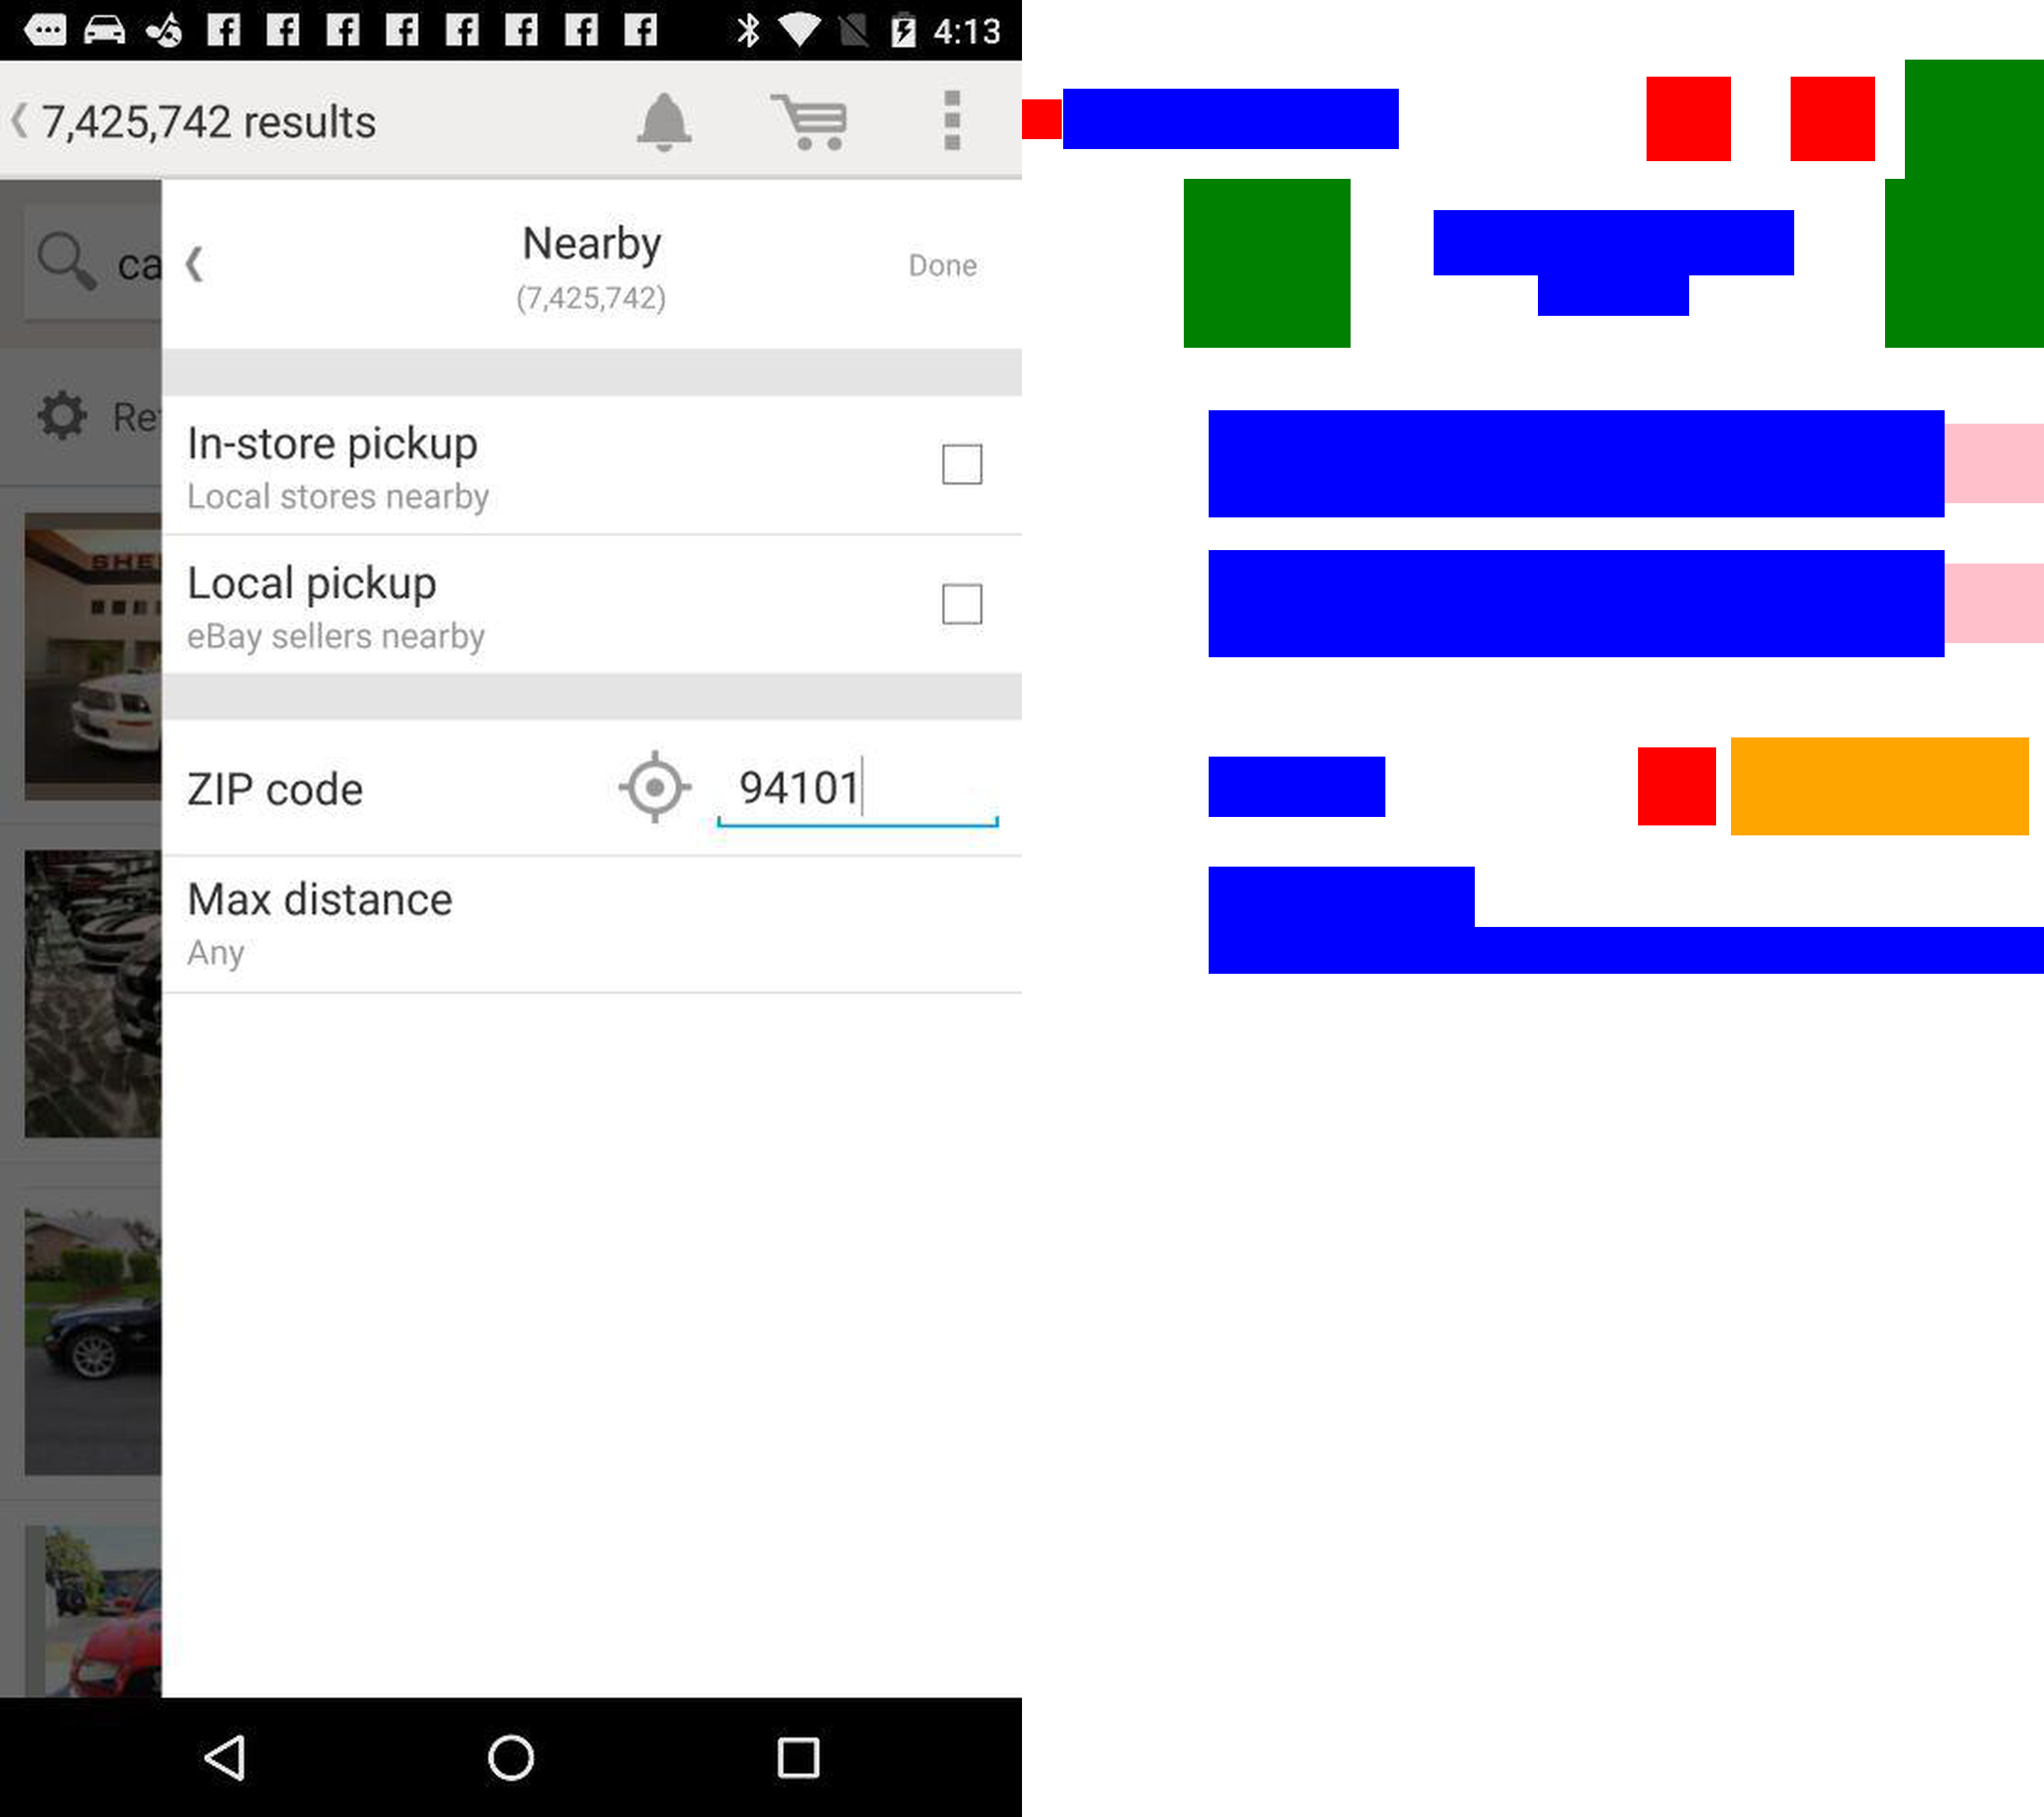 4:13
7,425,742 results
ca
Nearby
(7,425,742)
Done
Re
In-store pickup
Local stores nearby
SHE
Local pickup
eBay sellers nearby
ZIP code
94101
Max distance
Any